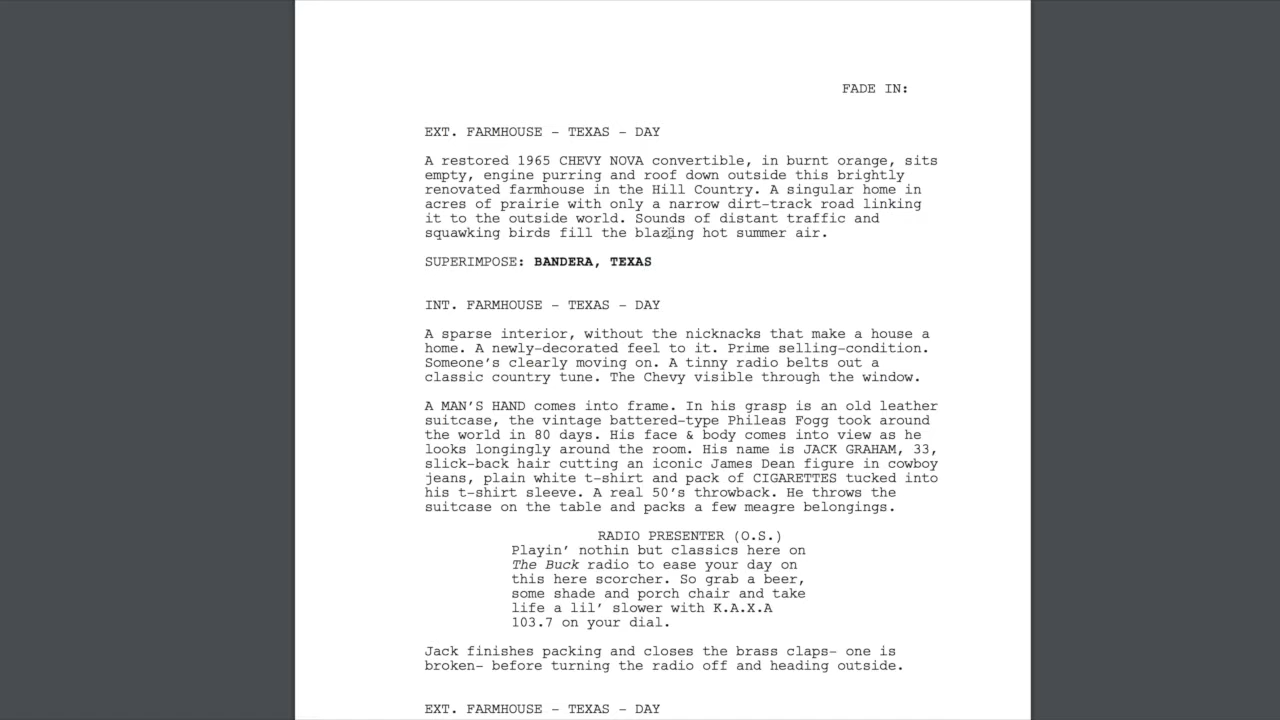 FADE IN:
EXT. FARMHOUSE - TEXAS - DAY
A restored 1965 CHEVY NOVA convertible, in burnt orange, sits
empty, engine purring and roof down outside this brightly
renovated farmhouse in the Hill Country. A singular home in
acres of prairie with only a narrow dirt-track road linking
it to the outside world. Sounds of distant traffic and
squawking birds fill the blazing hot summer air.
SUPERIMPOSE: BANDERA, TEXAS
INT. FARMHOUSE - TEXAS - DAY
A sparse interior, without the nicknacks that make a house a
home. A newly-decorated feel to it. Prime selling-condition.
Someone's clearly moving on. A tinny radio belts out a
classic country tune. The Chevy visible through the window.
A MAN'S HAND comes into frame. In his grasp is an old leather
suitcase, the vintage battered-type Phileas Fogg took around
the world in 80 days. His face & body comes into view as he
looks longingly around the room. His name is JACK GRAHAM, 33,
slick-back hair cutting an iconic James Dean figure in cowboy
jeans, plain white t-shirt and pack of CIGARETTES tucked into
his t-shirt sleeve. A real 50's throwback. He throws the
suitcase on the table and packs a few meagre belongings.
RADIO PRESENTER (O.S.)
Playin' nothin but classics here on
The Buck radio to ease your day on
this here scorcher. So grab a beer,
some shade and porch chair and take
life a lil' slower with K.A.X.A
103.7 on your dial.
Jack finishes packing and closes the brass claps- one is
broken- before turning the radio off and heading outside.
EXT. FARMHOUSE - TEXAS - DAY